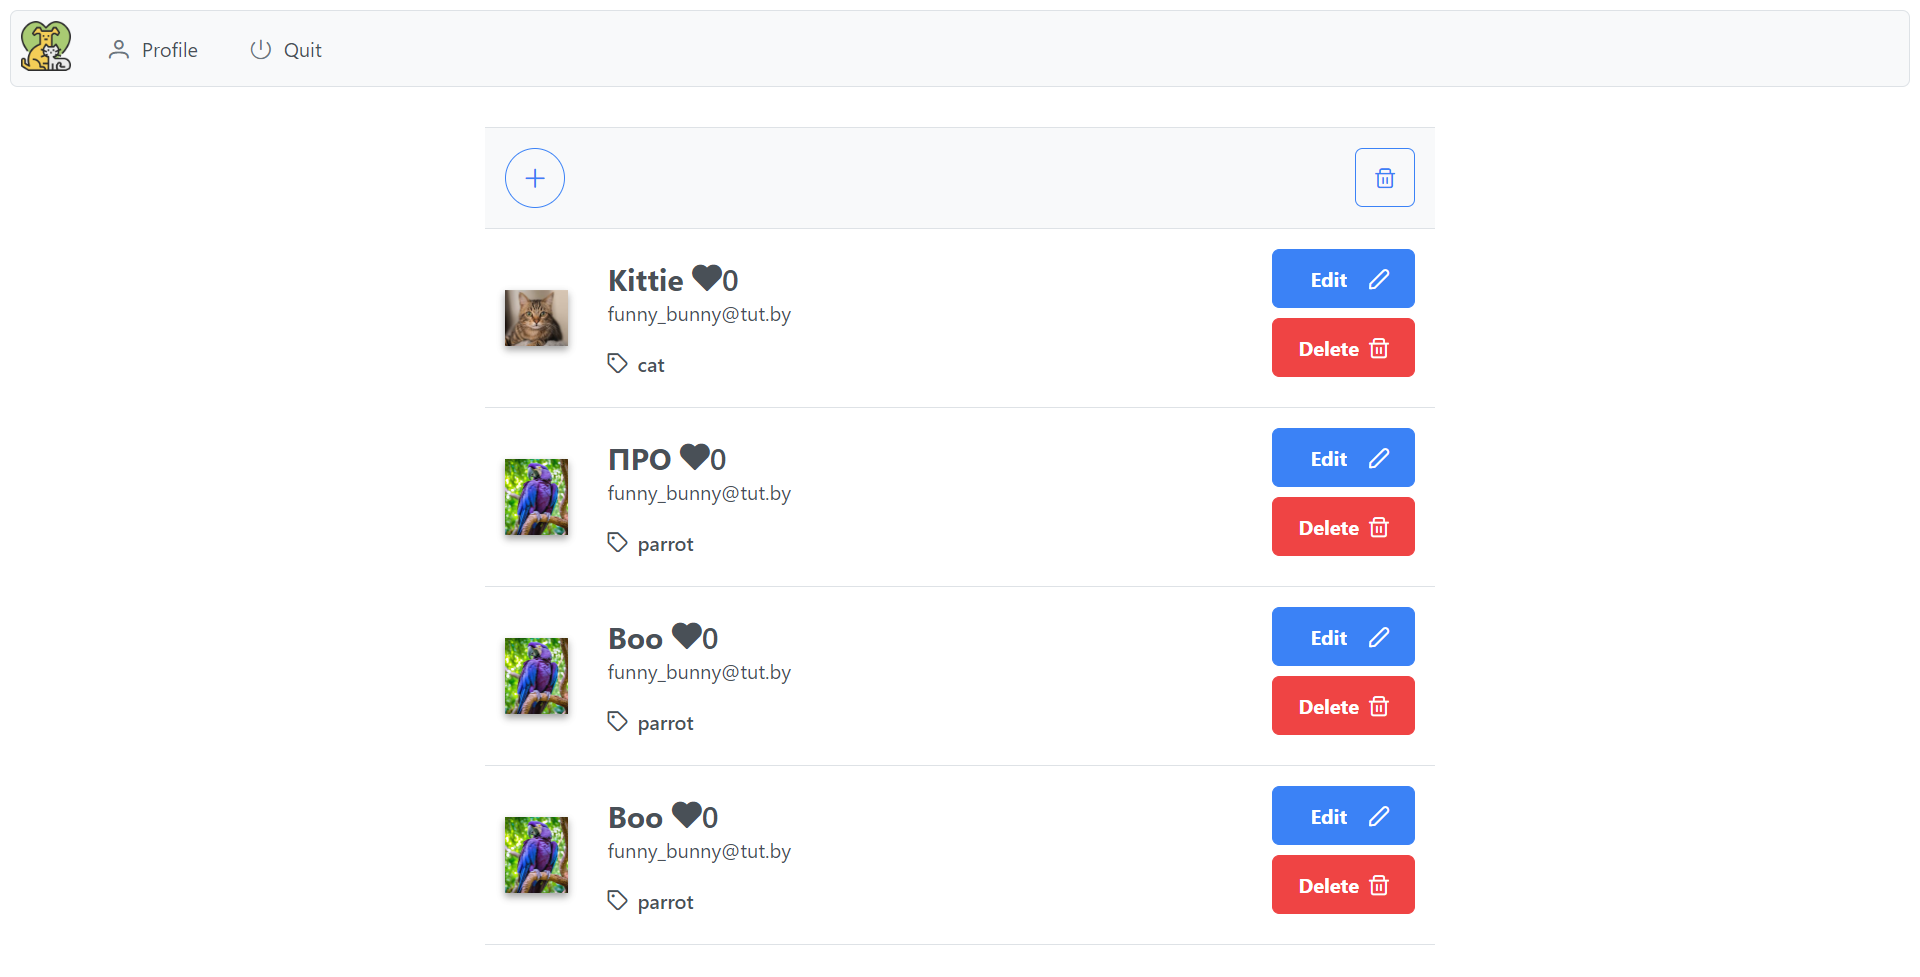 Profile
Quit
Kittie 0
funny_bunny@tut.by
cat
Edit
Delete
ПРО 0
funny_bunny@tut.by
parrot
Edit
Delete
Boo 0
funny_bunny@tut.by
parrot
Edit
Delete
Boo 0
funny_bunny@tut.by
parrot
Edit
Delete